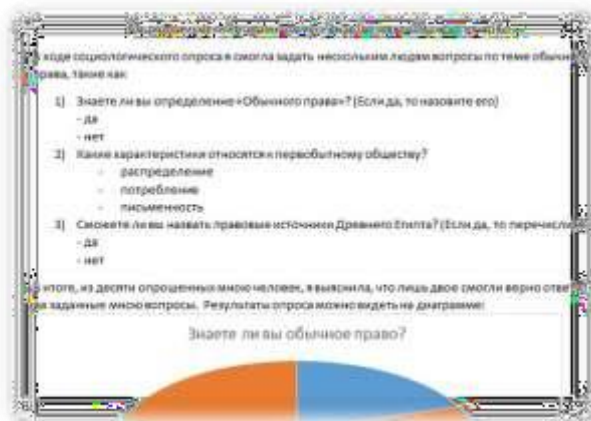 ходе социологического опроса я смогла задать нескольким людям вопросы по теме обычн
права, такие как:
1) Знаете ли вы определение «Обычного права»? (Если да, то назовите его)
- да
- нет
2) Какие характеристики относятся к первобытному обществу?
- распределение
- потребление
- письменность
3) Сможете ли вы назвать правовые источники Древнего Египта? (Если да, то перечисли
- да
- нет
итоге, из десяти опрошенных мною человек, я выяснила, что лишь двое смогли верно отве
на заданные мною вопросы. Результаты опроса можно видеть на диаграмме:
Знаете ли вы обычное право?